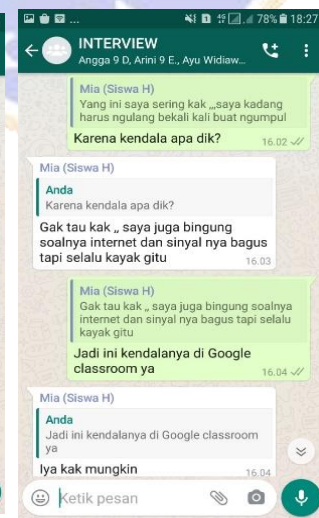 78% 18:27
INTERVIEW
Angga 9 D, Arini 9 E., Ayu Widiaw...
Mia (Siswa H)
Yang ini saya sering kak ,,,saya kadang
harus ngulang bekali kali buat ngumpul
Karena kendala apa dik?
16.02
Mia (Siswa H)
Anda
Karena kendala apa dik?
Gak tau kak ,, saya juga bingung
soalnya internet dan sinyal nya bagus
tapi selalu kayak gitu
16.03
Mia (Siswa H)
Gak tau kak ,, saya juga bingung soalnya
internet dan sinyal nya bagus tapi selalu
kayak gitu
Jadi ini kendalanya di Google
classroom ya
16.04
Mia (Siswa H)
Anda
Jadi ini kendalanya di Google classroom
ya
Iya kak mungkin
16.04
Ketik pesan